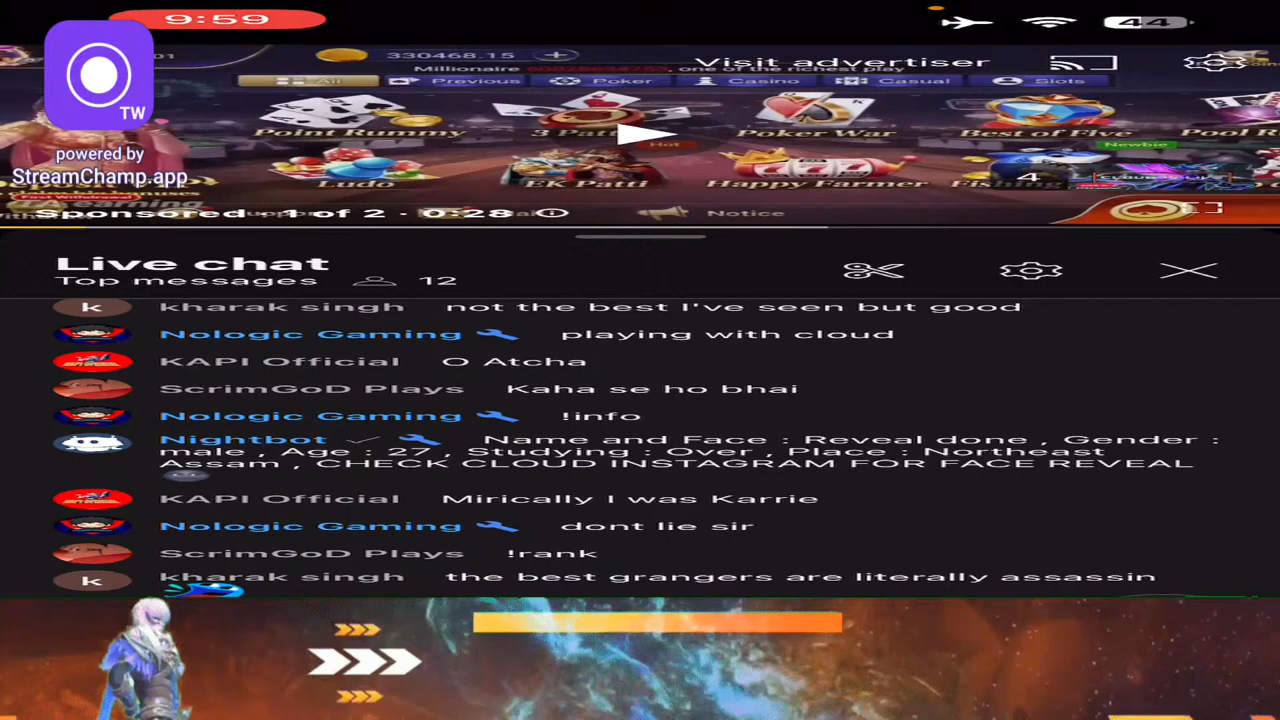 9:59
44
TW
powered by
StreamChamp.app
330468.15
Visit advertiser
Millionaire
All Previous Poker Casino Casual Slots
Point Rummy 3 Patti Poker War Best of Five Pool R
Hot Newbie
Ludo EK Patti Happy Farmer Fishing 4
First Withdrawal
Sponsored · 1 of 2 · 0:28
Notice
Live chat
Top messages 12
kharak singh not the best I've seen but good
Nologic Gaming playing with cloud
KAPI Official O Atcha
ScrimGoD Plays Kaha se ho bhai
Nologic Gaming !info
Nightbot Name and Face : Reveal done , Gender :
male , Age : 27 , Studying : Over , Place : Northeast
Assam , CHECK CLOUD INSTAGRAM FOR FACE REVEAL
KAPI Official Mirically I was Karrie
Nologic Gaming dont lie sir
ScrimGoD Plays !rank
k kharak singh the best grangers are literally assassin